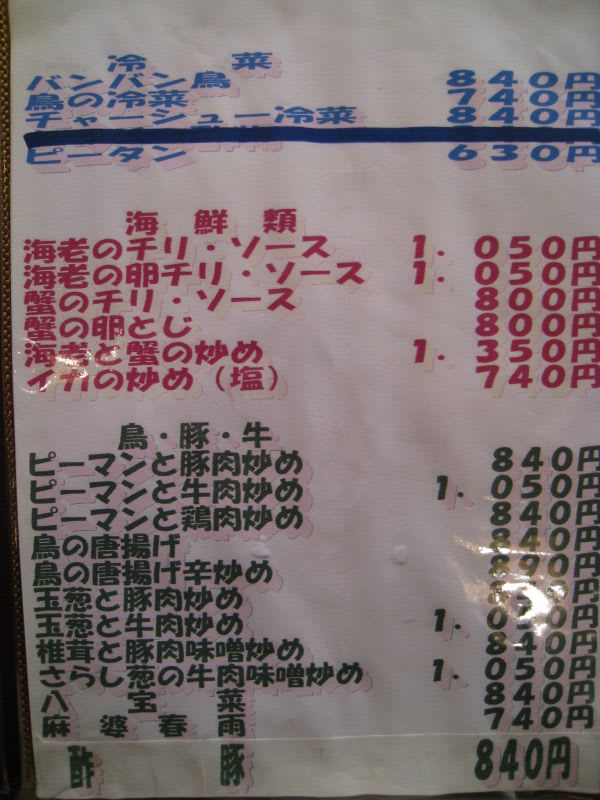 冷　菜
バンバン鳥　840円
鳥の冷菜　740円
チャーシュー冷菜　840円
ピータン　630円
海　鮮　類
海老のチリ・ソース　1．050円
海老の卵チリ・ソース　1．050円
蟹のチリ・ソース　800円
蟹の卵とじ　800円
海老と蟹の炒め　1．350円
イカの炒め（塩）　740円
鳥・豚・牛
ピーマンと豚肉炒め　840円
ピーマンと牛肉炒め　1．050円
ピーマンと鶏肉炒め　840円
鳥の唐揚げ　840円
鳥の唐揚げ辛炒め　890円
玉葱と豚肉炒め
玉葱と牛肉炒め　1．050円
椎茸と豚肉味噌炒め　840円
さらし葱の牛肉味噌炒め　1．050円
八　宝　菜　840円
麻　婆　春　雨　740円
酢　豚　840円